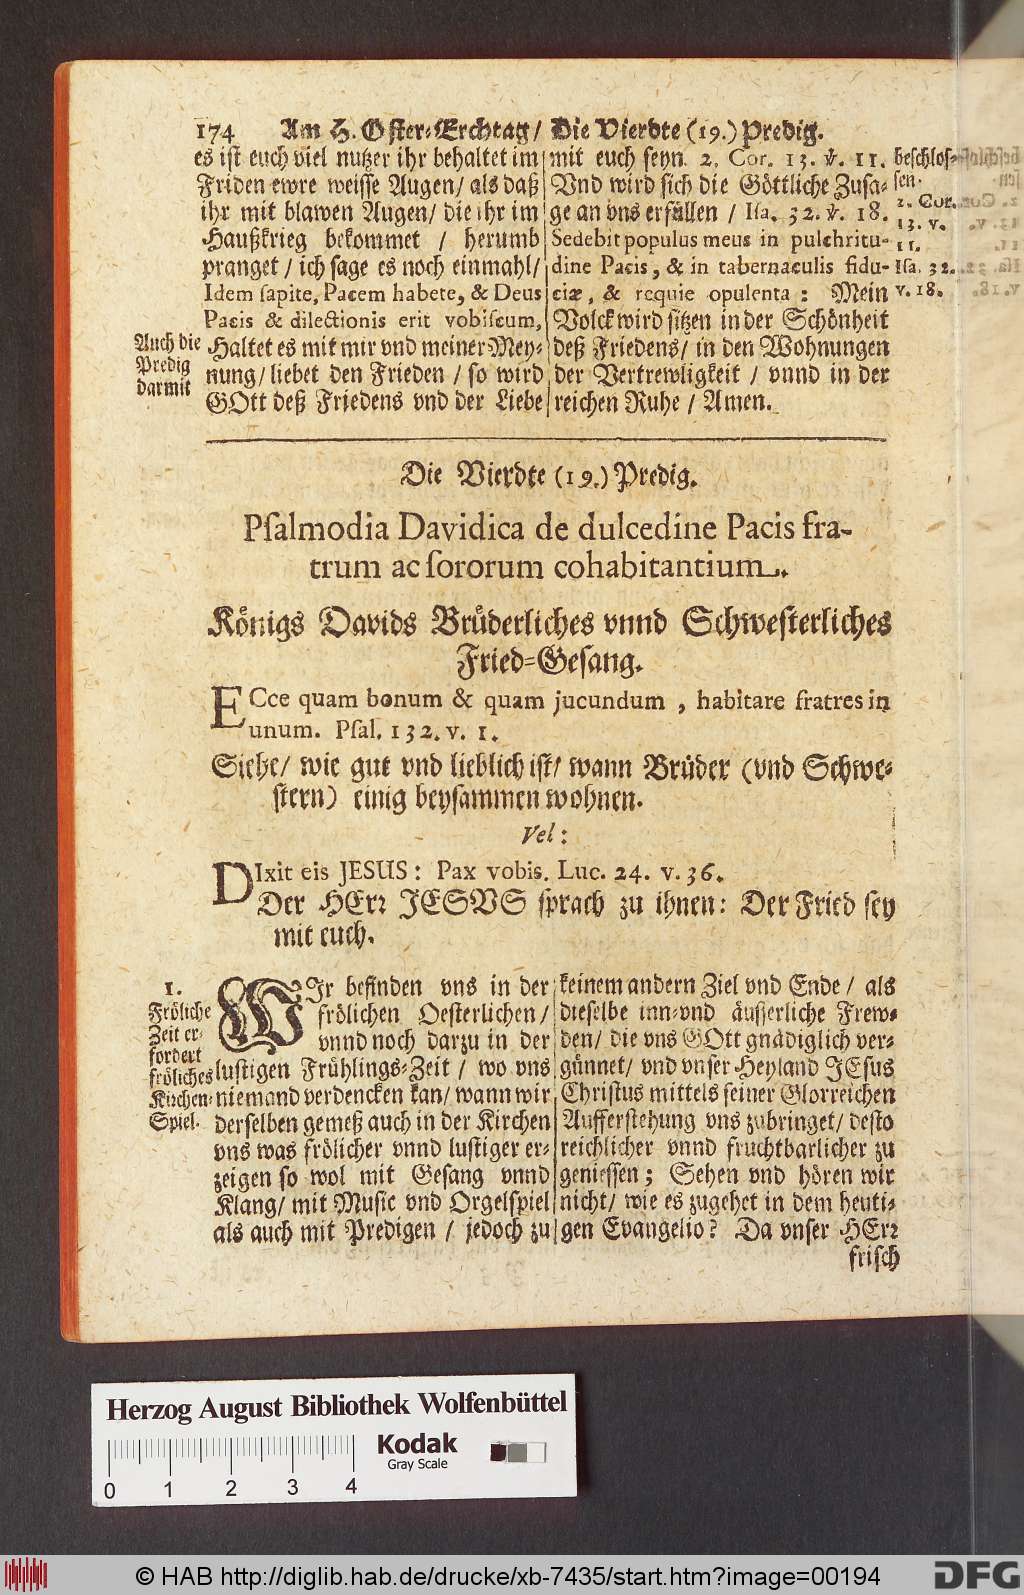 174 Am H. Oster-Erchtag / Die Vierdte (19.) Predig.
es ist euch viel nutzer ihr behaltet im
Friden ewre weisse Augen / als daß
ihr mit blawen Augen / die ihr im
Haußkrieg bekommet / herumb
pranget / ich sage es noch einmahl /
Idem sapite, Pacem habete, & Deus
Pacis & dilectionis erit vobiscum,
Haltet es mit mir vnd meiner Mey-
nung / liebet den Frieden / so wird
GOtt deß Friedens vnd der Liebe
Auch die
Predig
darmit
mit euch seyn. 2. Cor. 13. v. 11.
Vnd wird sich die Göttliche Zusa-
ge an vns erfüllen / Isa. 32. v. 18.
Sedebit populus meus in pulchritu-
dine Pacis, & in tabernaculis fidu-
ciæ, & requie opulenta: Mein
Volck wird sitzen in der Schönheit
deß Friedens / in den Wohnungen
der Vertrewligkeit / vnnd in der
reichen Ruhe / Amen.
beschlos-
sen.
2. Cor.
13. v.
11.
Isa. 32.
v. 18.
Die Vierdte (19.) Predig.
Psalmodia Davidica de dulcedine Pacis fra-
trum ac sororum cohabitantium.
Königs Davids Brüderliches vnnd Schwesterliches
Fried-Gesang.
ECce quam bonum & quam jucundum, habitare fratres in
unum. Psal. 132. v. 1.
Siehe / wie gut vnd lieblich ist / wann Brüder (vnd Schwe-
stern) einig beysammen wohnen.
Vel:
DIxit eis JESUS: Pax vobis. Luc. 24. v. 36.
Der HErr JESVS sprach zu ihnen: Der Fried sey
mit euch.
1.
Fröliche
Zeit er-
fordert
fröliches
Kirchen-
Spiel.
WIr befinden vns in der
frölichen Oesterlichen /
vnnd noch darzu in der
lustigen Frühlings-Zeit / wo vns
niemand verdencken kan / wann wir
derselben gemeß auch in der Kirchen
vns was frölicher vnnd lustiger er-
zeigen so wol mit Gesang vnnd
Klang / mit Music vnd Orgelspiel
als auch mit Predigen / jedoch zu
keinem andern Ziel vnd Ende / als
dieselbe inn-vnd äusserliche Frew-
den / die vns GOtt gnädiglich ver-
günnet / vnd vnser Heyland JEsus
Christus mittels seiner Glorreichen
Aufferstehung vns zubringet / desto
reichlicher vnnd fruchtbarlicher zu
geniessen; Sehen vnd hören wir
nicht / wie es zugehet in dem heuti-
gen Evangelio? Da vnser HErr
frisch
Herzog August Bibliothek Wolfenbüttel
Kodak
Gray Scale
0 1 2 3 4
© HAB http://diglib.hab.de/drucke/xb-7435/start.htm?image=00194
DFG